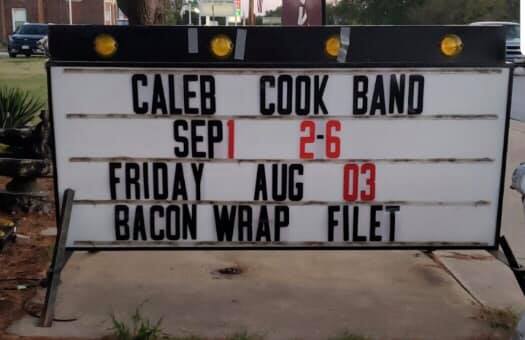 CALEB COOK BAND
SEP1 2-6
FRIDAY AUG 03
BACON WRAP FILET